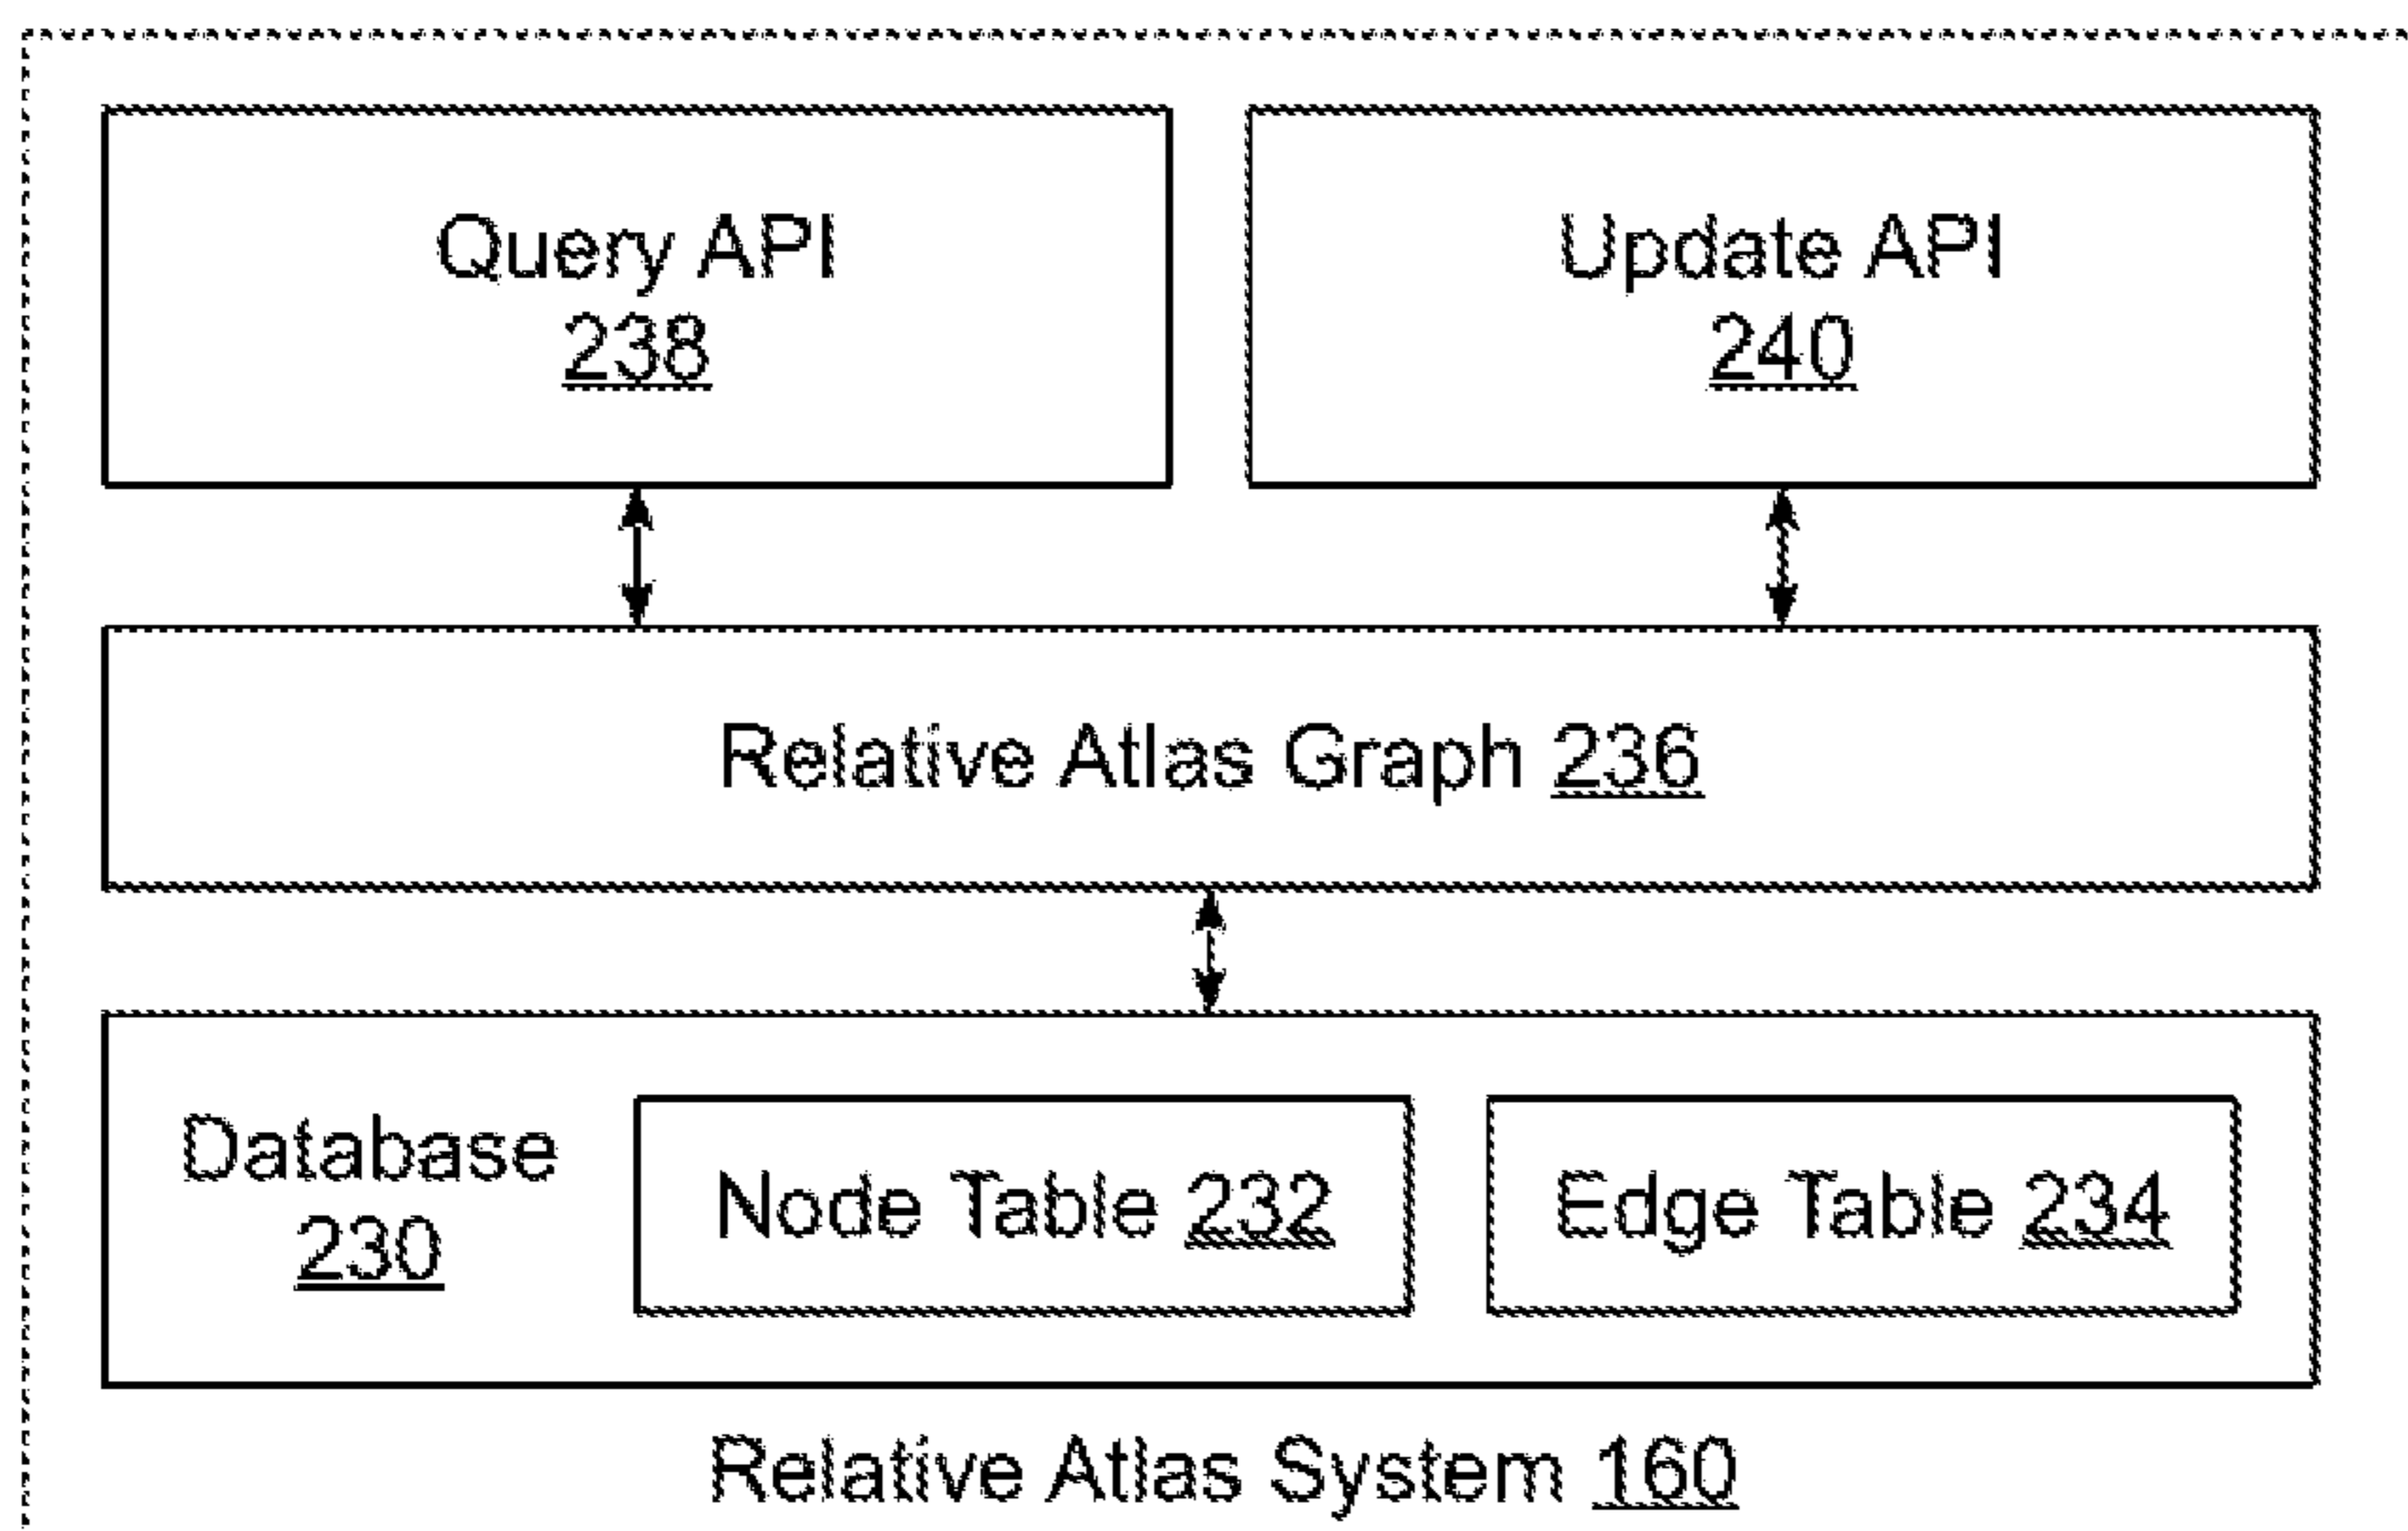 Query API
238
Update API
240
Relative Atlas Graph 236
Database
230
Node Table 232
Edge Table 234
Relative Atlas System 160